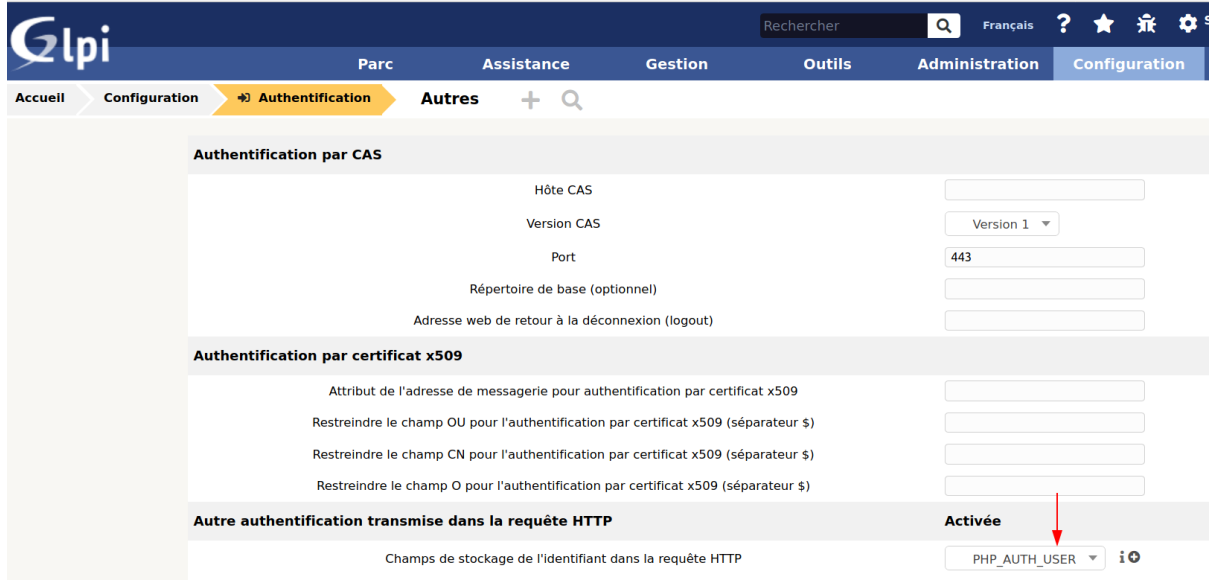 Glpi
Rechercher Français ? S
Parc Assistance Gestion Outils Administration Configuration
Accueil Configuration Authentification Autres
Authentification par CAS
Hôte CAS
Version CAS Version 1
Port 443
Répertoire de base (optionnel)
Adresse web de retour à la déconnexion (logout)
Authentification par certificat x509
Attribut de l'adresse de messagerie pour authentification par certificat x509
Restreindre le champ OU pour l'authentification par certificat x509 (séparateur $)
Restreindre le champ CN pour l'authentification par certificat x509 (séparateur $)
Restreindre le champ O pour l'authentification par certificat x509 (séparateur $)
Autre authentification transmise dans la requête HTTP Activée
Champs de stockage de l'identifiant dans la requête HTTP PHP_AUTH_USER i